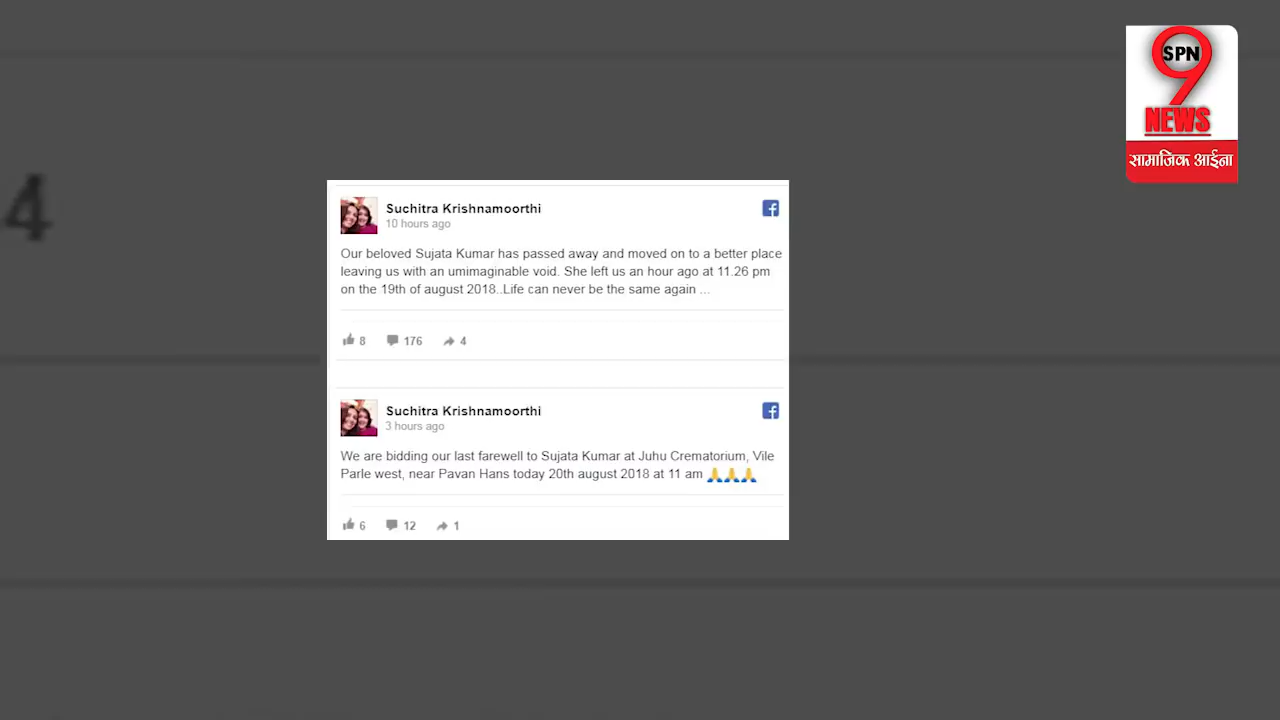 SPN
9
NEWS
सामाजिक आईना
4
Suchitra Krishnamoorthi
10 hours ago
Our beloved Sujata Kumar has passed away and moved on to a better place
leaving us with an umimaginable void. She left us an hour ago at 11.26 pm
on the 19th of august 2018..Life can never be the same again ...
8 176 4
Suchitra Krishnamoorthi
3 hours ago
We are bidding our last farewell to Sujata Kumar at Juhu Crematorium, Vile
Parle west, near Pavan Hans today 20th august 2018 at 11 am 🙏🙏🙏
6 12 1